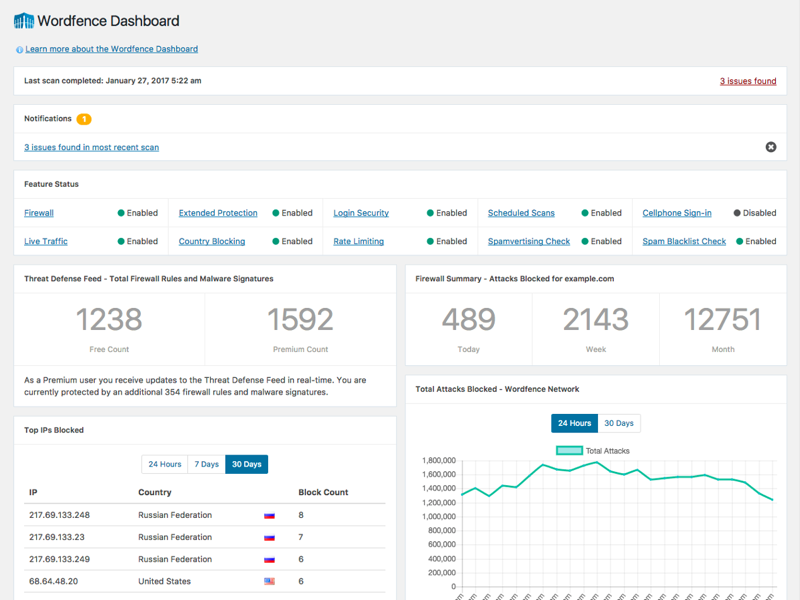 Wordfence Dashboard
Learn more about the Wordfence Dashboard
Last scan completed: January 27, 2017 5:22 am
3 issues found
Notifications 1
3 issues found in most recent scan
Feature Status
Firewall Enabled Extended Protection Enabled Login Security Enabled Scheduled Scans Enabled Cellphone Sign-in Disabled
Live Traffic Enabled Country Blocking Enabled Rate Limiting Enabled Spamvertising Check Enabled Spam Blacklist Check Enabled
Threat Defense Feed - Total Firewall Rules and Malware Signatures
1238 1592
Free Count Premium Count
As a Premium user you receive updates to the Threat Defense Feed in real-time. You are
currently protected by an additional 354 firewall rules and malware signatures.
Top IPs Blocked
24 Hours 7 Days 30 Days
IP Country Block Count
217.69.133.248 Russian Federation 8
217.69.133.23 Russian Federation 7
217.69.133.249 Russian Federation 6
68.64.48.20 United States 6
Firewall Summary - Attacks Blocked for example.com
489 2143 12751
Today Week Month
Total Attacks Blocked - Wordfence Network
24 Hours 30 Days
Total Attacks
1,800,000
1,600,000
1,400,000
1,200,000
1,000,000
800,000
600,000
400,000
200,000
0